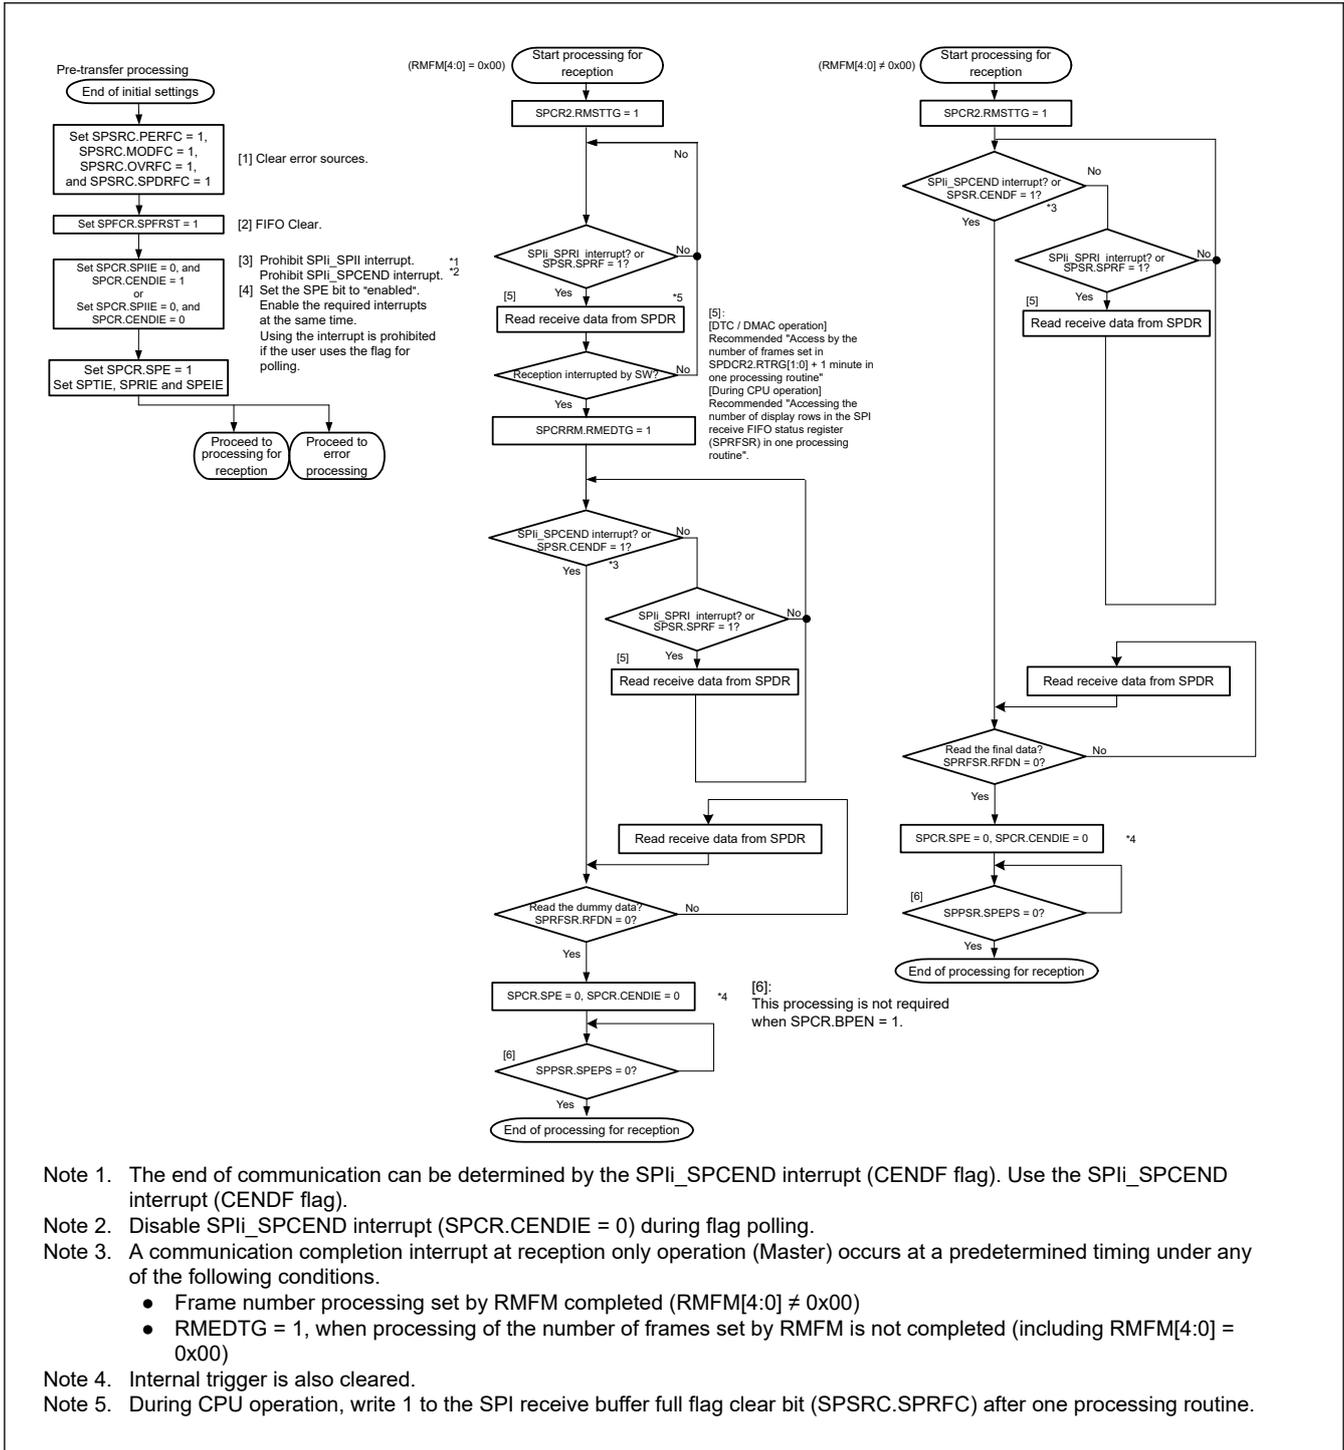 Pre-transfer processing
End of initial settings
Set SPSRC.PERFC = 1,
SPSRC.MODFC = 1,
SPSRC.OVRFC = 1,
and SPSRC.SPDRFC = 1
[1] Clear error sources.
Set SPFCR.SPFRST = 1
[2] FIFO Clear.
Set SPCR.SPIIE = 0, and
SPCR.CENDIE = 1
or
Set SPCR.SPIIE = 0, and
SPCR.CENDIE = 0
[3] Prohibit SPIi_SPII interrupt. *1
Prohibit SPIi_SPCEND interrupt. *2
[4] Set the SPE bit to "enabled".
Enable the required interrupts
at the same time.
Using the interrupt is prohibited
if the user uses the flag for
polling.
Set SPCR.SPE = 1
Set SPTIE, SPRIE and SPEIE
Proceed to
processing for
reception
Proceed to
error
processing
(RMFM[4:0] = 0x00)
Start processing for
reception
SPCR2.RMSTTG = 1
No
SPIi_SPRI interrupt? or
SPSR.SPRF = 1?
No
Yes
[5]
*5
Read receive data from SPDR
Reception interrupted by SW?
No
Yes
SPCRRM.RMEDTG = 1
[5]:
[DTC / DMAC operation]
Recommended "Access by the
number of frames set in
SPDCR2.RTRG[1:0] + 1 minute in
one processing routine"
[During CPU operation]
Recommended "Accessing the
number of display rows in the SPI
receive FIFO status register
(SPRFSR) in one processing
routine".
SPIi_SPCEND interrupt? or
SPSR.CENDF = 1?
No
*3
Yes
SPIi_SPRI interrupt? or
SPSR.SPRF = 1?
No
Yes
[5]
Read receive data from SPDR
Read receive data from SPDR
Read the dummy data?
SPRFSR.RFDN = 0?
No
Yes
SPCR.SPE = 0, SPCR.CENDIE = 0
*4
[6]:
This processing is not required
when SPCR.BPEN = 1.
[6]
SPPSR.SPEPS = 0?
Yes
End of processing for reception
(RMFM[4:0] ≠ 0x00)
Start processing for
reception
SPCR2.RMSTTG = 1
SPIi_SPCEND interrupt? or
SPSR.CENDF = 1?
No
*3
Yes
SPIi_SPRI interrupt? or
SPSR.SPRF = 1?
No
Yes
[5]
Read receive data from SPDR
Read receive data from SPDR
Read the final data?
SPRFSR.RFDN = 0?
No
Yes
SPCR.SPE = 0, SPCR.CENDIE = 0
*4
[6]
SPPSR.SPEPS = 0?
Yes
End of processing for reception
Note 1. The end of communication can be determined by the SPIi_SPCEND interrupt (CENDF flag). Use the SPIi_SPCEND
interrupt (CENDF flag).
Note 2. Disable SPIi_SPCEND interrupt (SPCR.CENDIE = 0) during flag polling.
Note 3. A communication completion interrupt at reception only operation (Master) occurs at a predetermined timing under any
of the following conditions.
● Frame number processing set by RMFM completed (RMFM[4:0] ≠ 0x00)
● RMEDTG = 1, when processing of the number of frames set by RMFM is not completed (including RMFM[4:0] =
0x00)
Note 4. Internal trigger is also cleared.
Note 5. During CPU operation, write 1 to the SPI receive buffer full flag clear bit (SPSRC.SPRFC) after one processing routine.